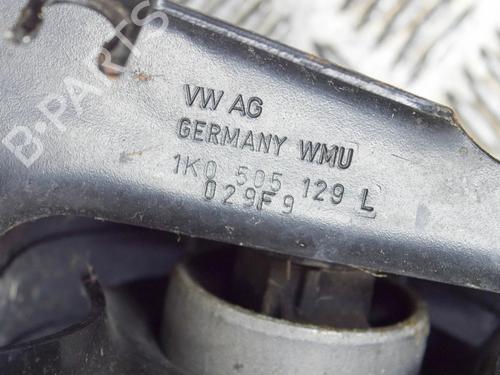 B-PARTS
VW AG
GERMANY WMU
1K0 505 129 L
029F9